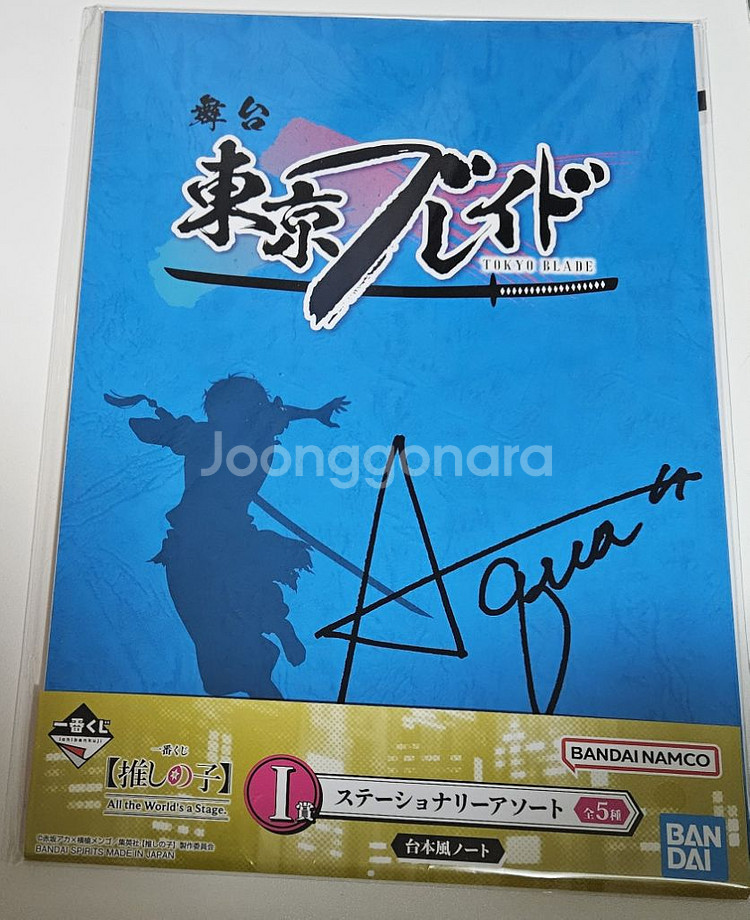 舞台
東京ブレイド
TOKYO BLADE
Joonggonara
Aqua
一番くじ
一番くじ
【推しの子】
All the World's a Stage.
I賞
ステーショナリーアソート
全5種
台本風ノート
BANDAI NAMCO
BAN
DAI
©赤坂アカ×横槍メンゴ/集英社・【推しの子】製作委員会
BANDAI SPIRITS MADE IN JAPAN